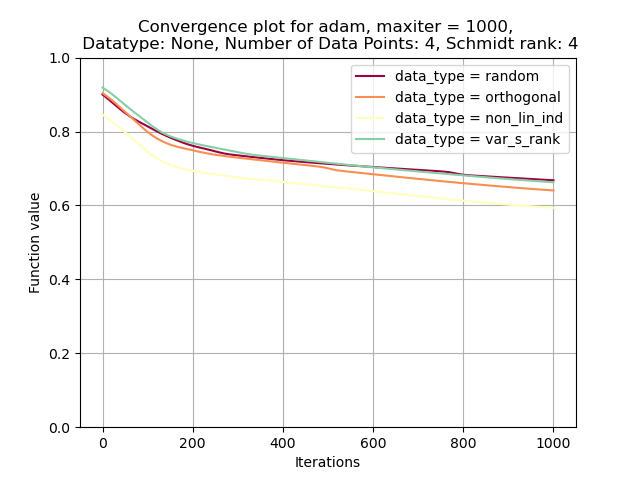 Convergence plot for adam, maxiter = 1000,
Datatype: None, Number of Data Points: 4, Schmidt rank: 4
data_type = random
data_type = orthogonal
data_type = non_lin_ind
data_type = var_s_rank
Function value
1.0
0.8
0.6
0.4
0.2
0.0
0 200 400 600 800 1000
Iterations